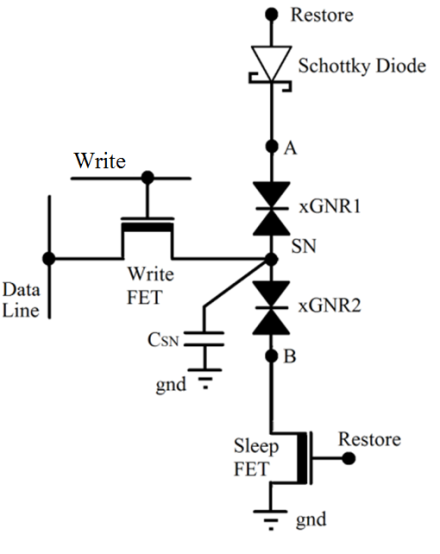 Restore
Schottky Diode
A
Write
xGNR1
SN
Data
Line
Write
FET
xGNR2
CSN
B
gnd
Sleep
FET
Restore
gnd